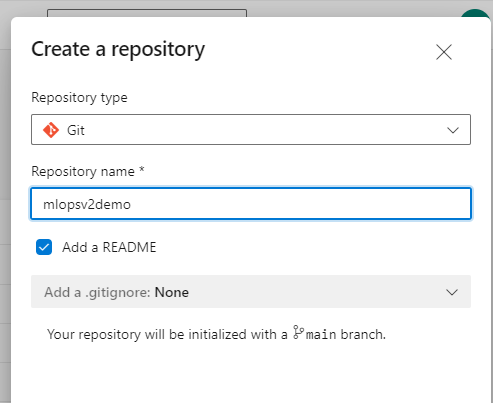 Create a repository
Repository type
Git
Repository name *
mlopsv2demo
Add a README
Add a .gitignore: None
Your repository will be initialized with a main branch.